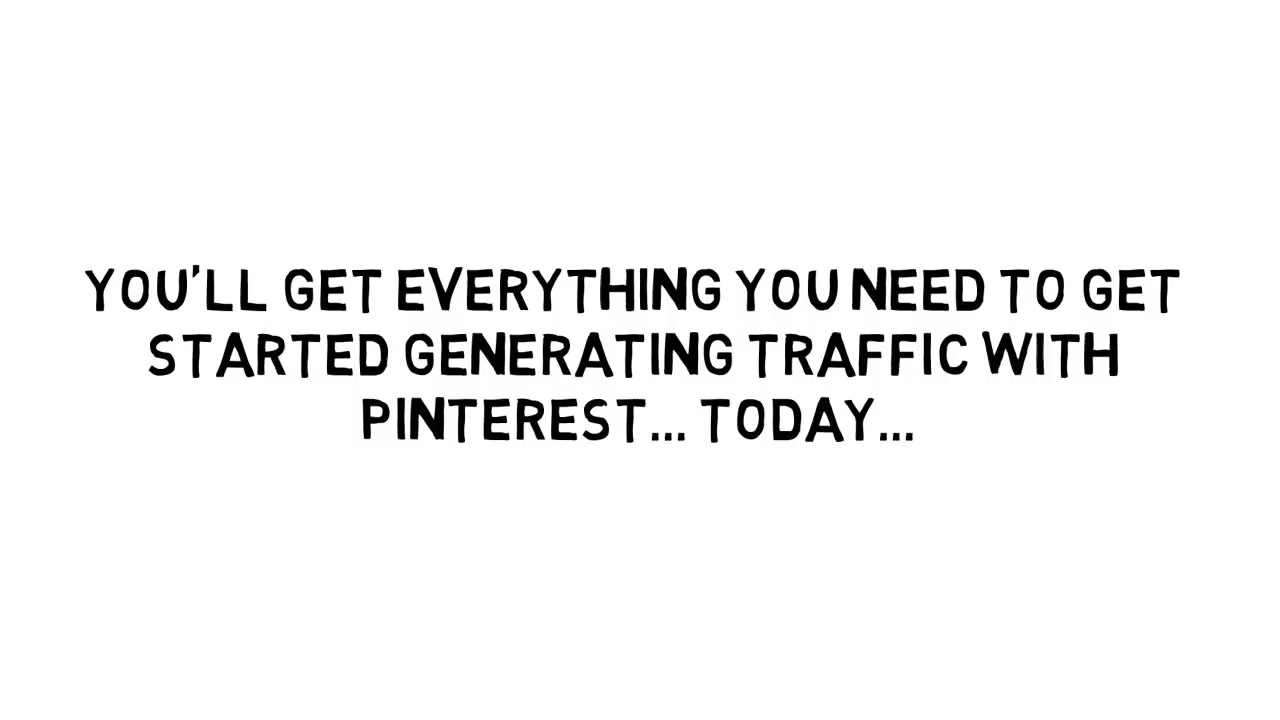 YOU'LL GET EVERYTHING YOU NEED TO GET
STARTED GENERATING TRAFFIC WITH
PINTEREST... TODAY...